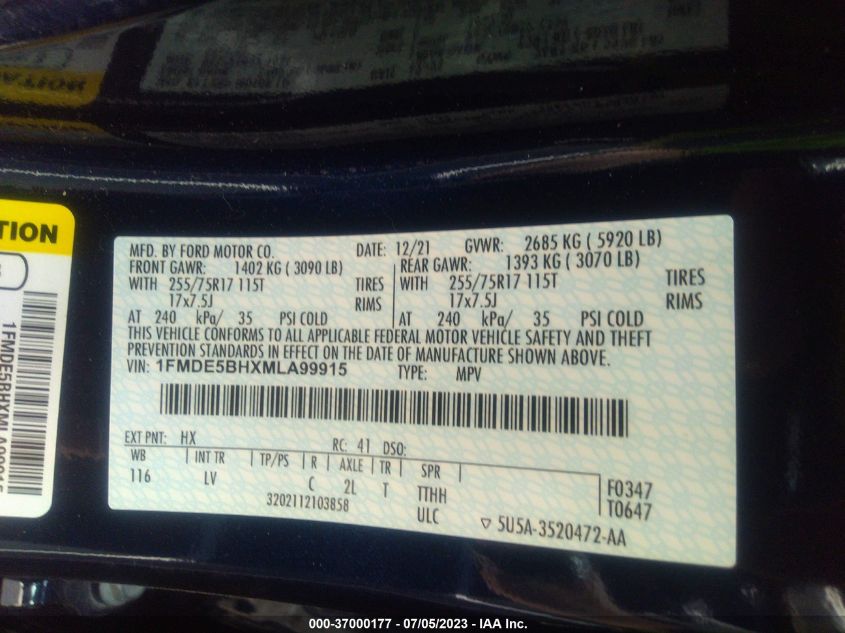 TION
1FMDE5BHXMLA99915
MFD. BY FORD MOTOR CO. DATE: 12/21 GVWR: 2685 KG ( 5920 LB)
FRONT GAWR: 1402 KG ( 3090 LB) REAR GAWR: 1393 KG ( 3070 LB)
WITH 255/75R17 115T TIRES WITH 255/75R17 115T TIRES
17x7.5J RIMS 17x7.5J RIMS
AT 240 kPa/ 35 PSI COLD AT 240 kPa/ 35 PSI COLD
THIS VEHICLE CONFORMS TO ALL APPLICABLE FEDERAL MOTOR VEHICLE SAFETY AND THEFT
PREVENTION STANDARDS IN EFFECT ON THE DATE OF MANUFACTURE SHOWN ABOVE.
VIN: 1FMDE5BHXMLA99915 TYPE: MPV
EXT PNT: HX RC: 41 DSO:
WB INT TR TP/PS R AXLE TR SPR
116 LV C 2L T TTHH F0347
3202112103858 ULC T0647
▽ 5U5A-3520472-AA
000-37000177 - 07/05/2023 - IAA Inc.